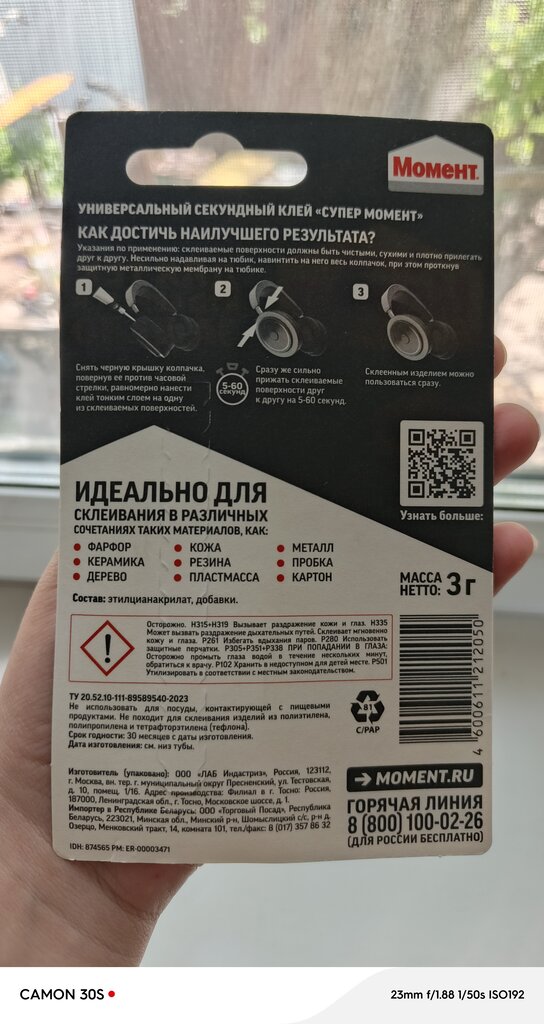 Момент
УНИВЕРСАЛЬНЫЙ СЕКУНДНЫЙ КЛЕЙ «СУПЕР МОМЕНТ»
КАК ДОСТИЧЬ НАИЛУЧШЕГО РЕЗУЛЬТАТА?
Указания по применению: склеиваемые поверхности должны быть чистыми, сухими и плотно прилегать
друг к другу. Несильно надавливая на тюбик, навинтить на него весь колпачок, при этом проткнув
защитную металлическую мембрану на тюбике.
1
2
3
Снять черную крышку колпачка,
повернув ее против часовой
стрелки, равномерно нанести
клей тонким слоем на одну
из склеиваемых поверхностей.
5-60
секунд
Сразу же сильно
прижать склеиваемые
поверхности друг
к другу на 5-60 секунд.
Склеенным изделием можно
пользоваться сразу.
Узнать больше:
ИДЕАЛЬНО ДЛЯ
СКЛЕИВАНИЯ В РАЗЛИЧНЫХ
СОЧЕТАНИЯХ ТАКИХ МАТЕРИАЛОВ, КАК:
• ФАРФОР • КОЖА • МЕТАЛЛ
• КЕРАМИКА • РЕЗИНА • ПРОБКА
• ДЕРЕВО • ПЛАСТМАССА • КАРТОН
МАССА
НЕТТО: 3 г
Состав: этилцианакрилат, добавки.
Осторожно. H315+H319 Вызывает раздражение кожи и глаз. H335
Может вызвать раздражение дыхательных путей. Склеивает мгновенно
кожу и глаза. P261 Избегать вдыхания паров. P280 Использовать
защитные перчатки. P305+P351+P338 ПРИ ПОПАДАНИИ В ГЛАЗА:
Осторожно промыть глаза водой в течение нескольких минут,
обратиться к врачу. P102 Хранить в недоступном для детей месте. P501
Утилизировать в соответствии с местным законодательством.
ТУ 20.52.10-111-89589540-2023
Не использовать для посуды, контактирующей с пищевыми
продуктами. Не походит для склеивания изделий из полиэтилена,
полипропилена и тетрафторэтилена (тефлона).
Срок годности: 30 месяцев с даты изготовления.
Дата изготовления: см. низ тубы.
81
C/PAP
4 600611 212050
Изготовитель (упаковано): ООО «ЛАБ Индастриз», Россия, 123112,
г. Москва, вн. тер. г. муниципальный округ Пресненский, ул. Тестовская,
д. 10, помещ. 1/16. Адрес производства: Филиал в г. Тосно: Россия,
187000, Ленинградская обл., г. Тосно, Московское шоссе, д. 1.
Импортер в Республике Беларусь: ООО «Торговый Посад», Республика
Беларусь, 223021, Минская обл., Минский р-н, Щомыслицкий с/с, р-н д.
Озерцо, Менковский тракт, 14, комната 101, тел./факс: 8 (017) 357 86 32
IDH: 874565 PM: ER-00003471
MOMENT.RU
ГОРЯЧАЯ ЛИНИЯ
8 (800) 100-02-26
(ДЛЯ РОССИИ БЕСПЛАТНО)
CAMON 30S
23mm f/1.88 1/50s ISO192